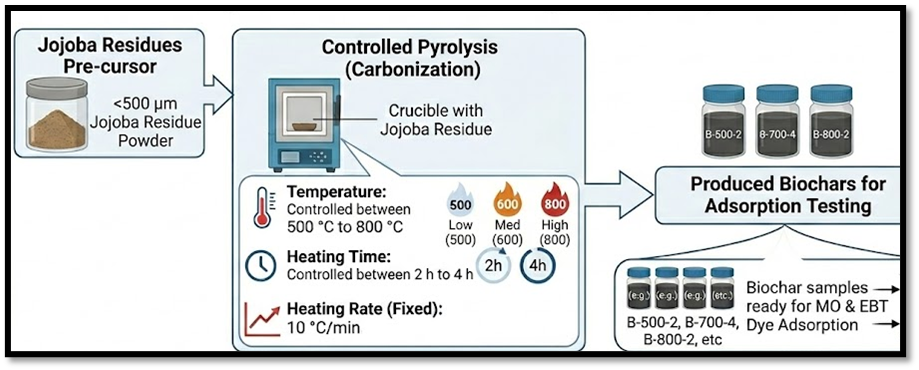 Jojoba Residues
Pre-cursor
<500 µm
Jojoba Residue
Powder
Controlled Pyrolysis
(Carbonization)
Crucible with
Jojoba Residue
Temperature:
Controlled between
500 °C to 800 °C
500
600
800
Low
(500)
Med
(600)
High
(800)
Heating Time:
Controlled between 2 h to 4 h
2h
4h
Heating Rate (Fixed):
10 °C/min
B-500-2
B-700-4
B-800-2
Produced Biochars for
Adsorption Testing
(e.g.)
(e.g.)
(e.g.)
(etc.)
B-500-2, B-700-4,
B-800-2, etc
Biochar samples
ready for MO & EBT
Dye Adsorption